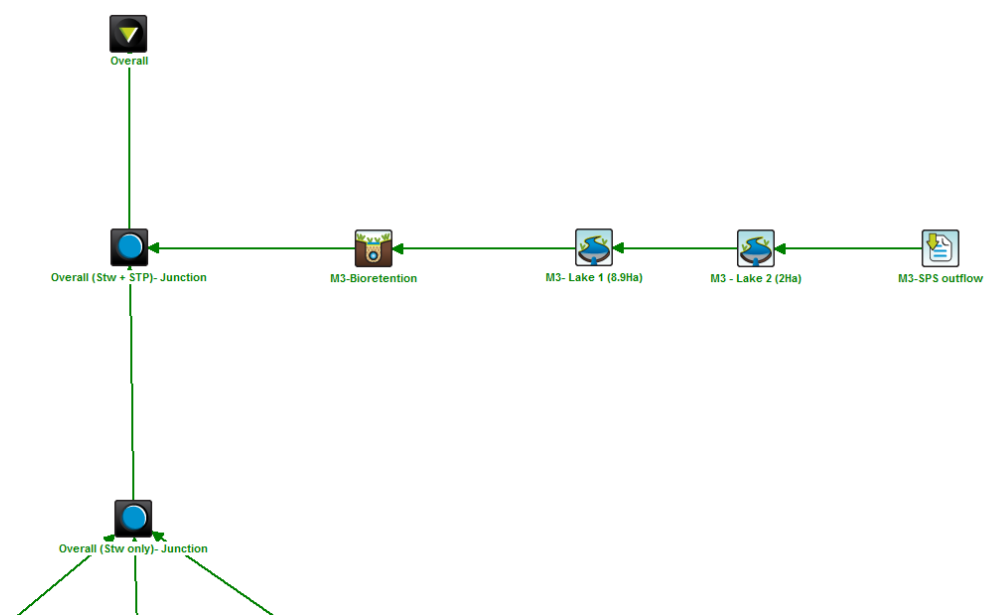 Overall
Overall (Stw + STP)- Junction
M3-Bioretention
M3- Lake 1 (8.9Ha)
M3 - Lake 2 (2Ha)
M3-SPS outflow
Overall (Stw only)- Junction